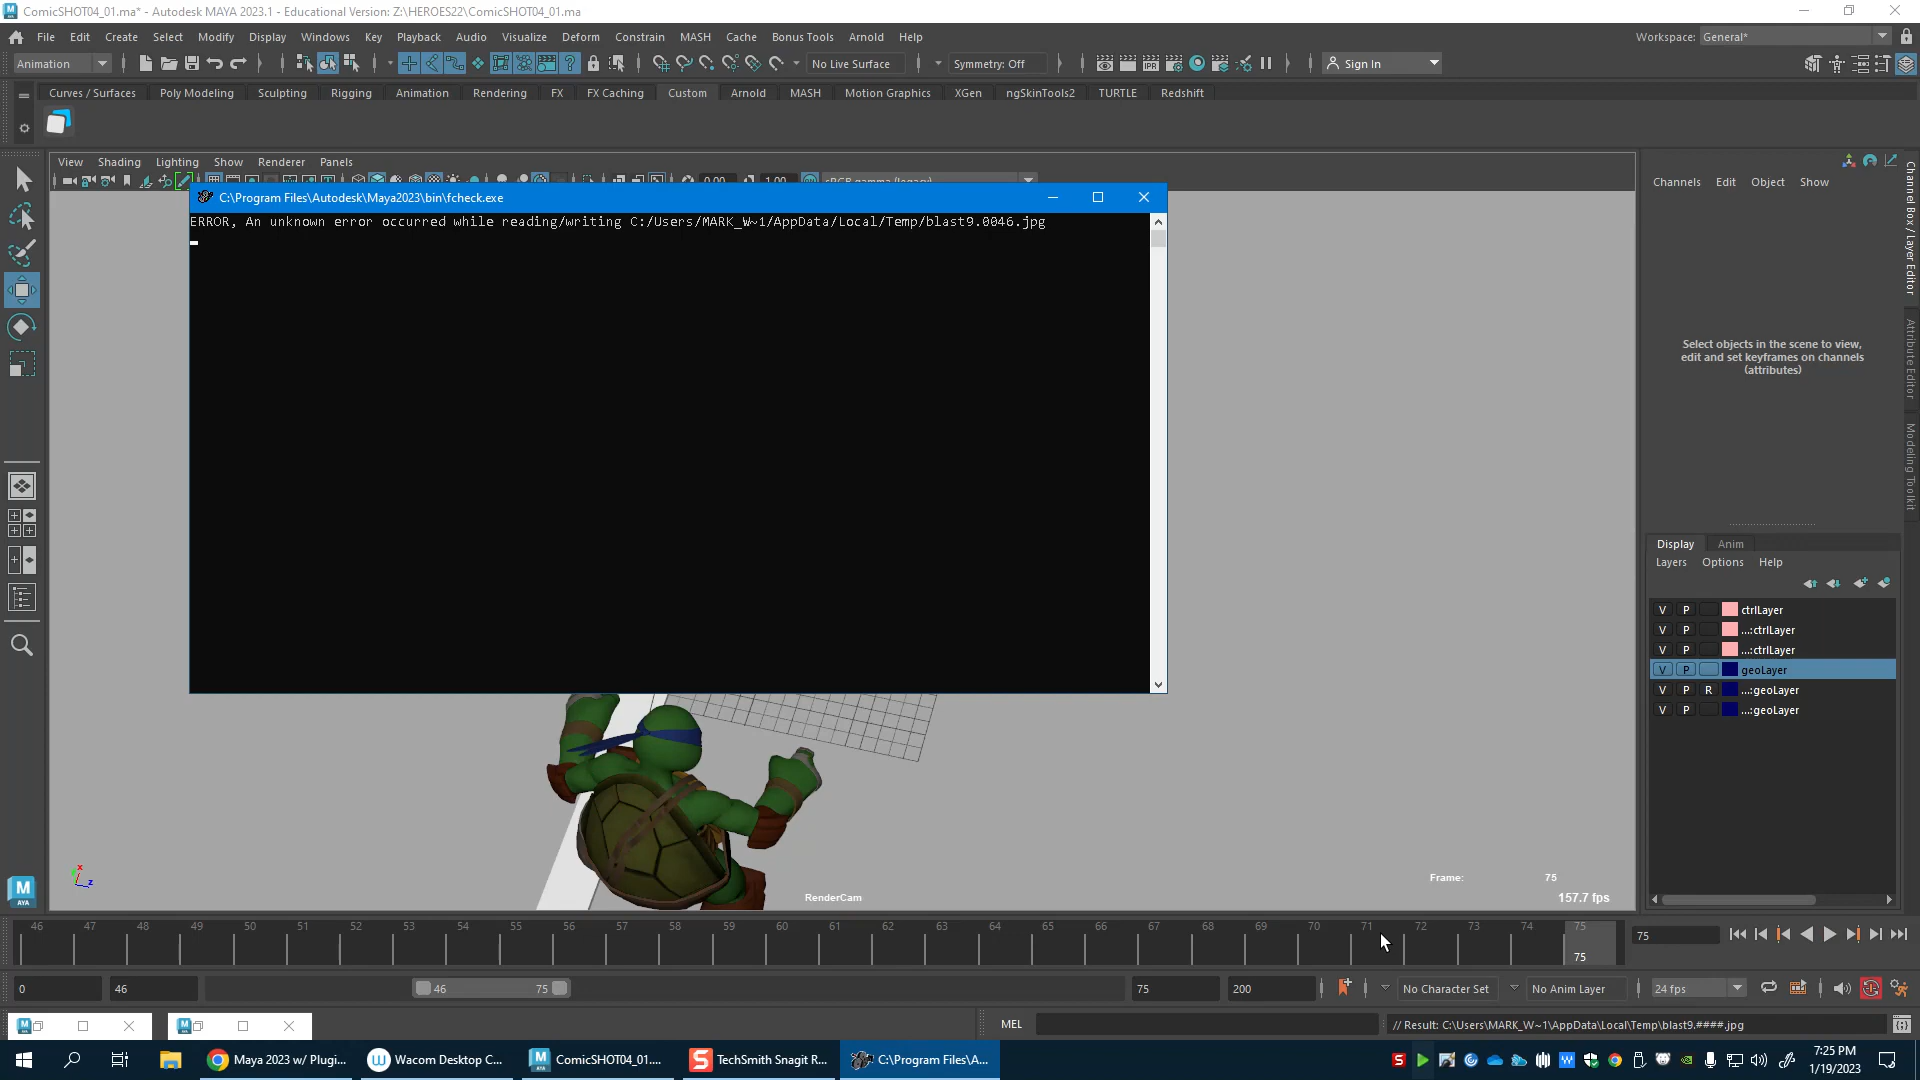 ComicSHOT04_01.ma* - Autodesk MAYA 2023.1 - Educational Version: Z:\HEROES22\ComicSHOT04_01.ma
File Edit Create Select Modify Display Windows Key Playback Audio Visualize Deform Constrain MASH Cache Bonus Tools Arnold Help
Workspace: General*
Animation
No Live Surface
Symmetry: Off
Sign In
Curves / Surfaces Poly Modeling Sculpting Rigging Animation Rendering FX FX Caching Custom Arnold MASH Motion Graphics XGen ngSkinTools2 TURTLE Redshift
View Shading Lighting Show Renderer Panels
C:\Program Files\Autodesk\Maya2023\bin\fcheck.exe
ERROR, An unknown error occurred while reading/writing C:/Users/MARK_W~1/AppData/Local/Temp/blast9.0046.jpg
Channels Edit Object Show
Select objects in the scene to view,
edit and set keyframes on channels
(attributes)
Channel Box / Layer Editor
Attribute Editor
Modeling Toolkit
Display Anim
Layers Options Help
V P ctrlLayer
V P ...:ctrlLayer
V P ...:ctrlLayer
V P geoLayer
V P R ...:geoLayer
V P ...:geoLayer
x
z
RenderCam
Frame: 75
157.7 fps
46 47 48 49 50 51 52 53 54 55 56 57 58 59 60 61 62 63 64 65 66 67 68 69 70 71 72 73 74 75
75
75
0 46 46 75 75 200
No Character Set
No Anim Layer
24 fps
MEL
// Result: C:\Users\MARK_W~1\AppData\Local\Temp\blast9.####.jpg
M
AYA
Maya 2023 w/ Plugi...
Wacom Desktop C...
ComicSHOT04_01....
TechSmith Snagit R...
C:\Program Files\A...
7:25 PM
1/19/2023